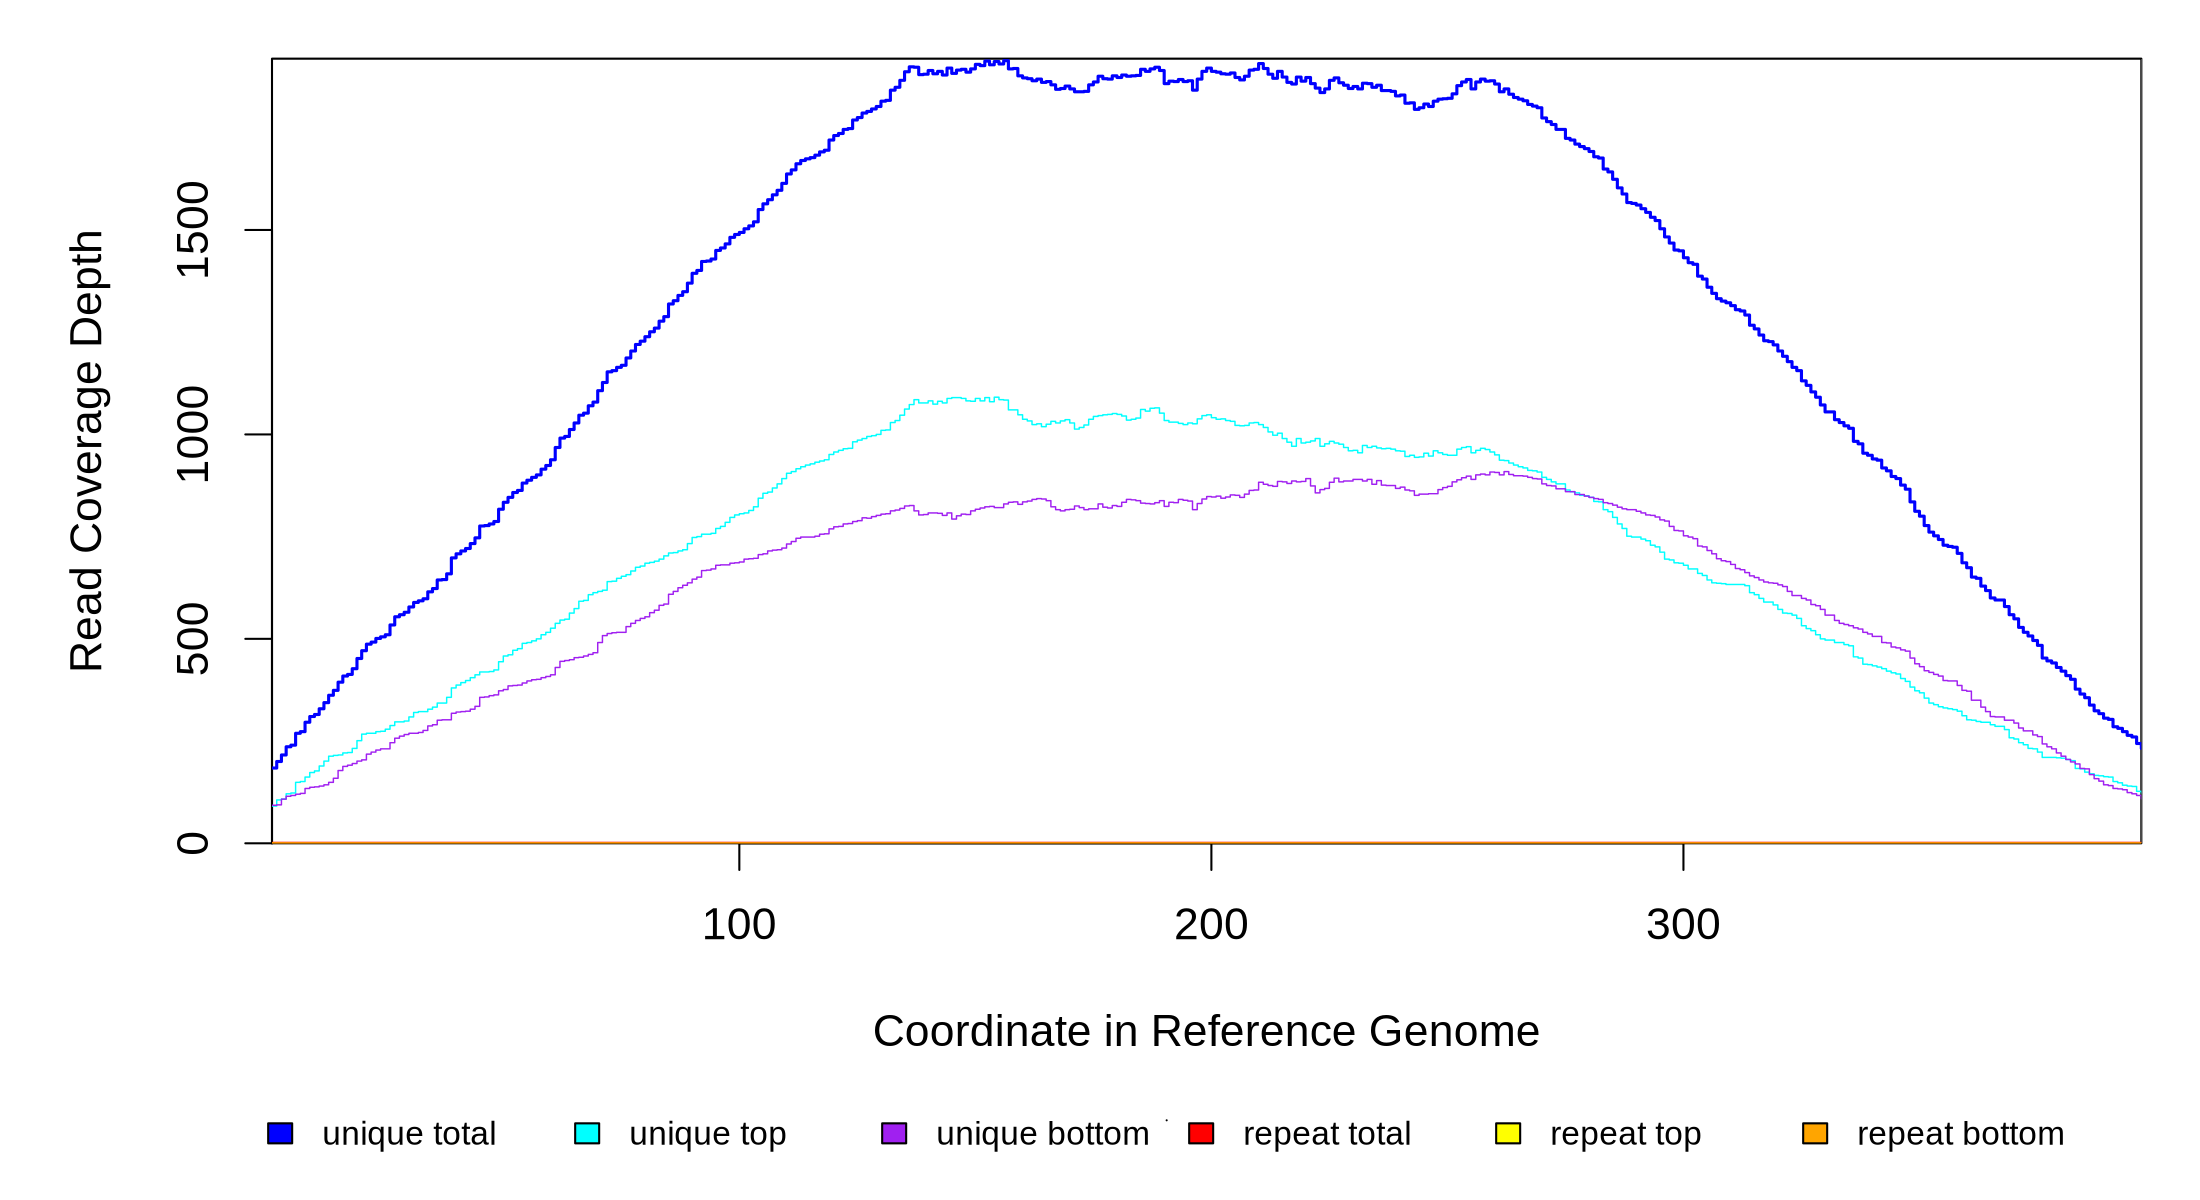 Read Coverage Depth
1500
1000
500
0
100 200 300
Coordinate in Reference Genome
unique total unique top unique bottom repeat total repeat top repeat bottom